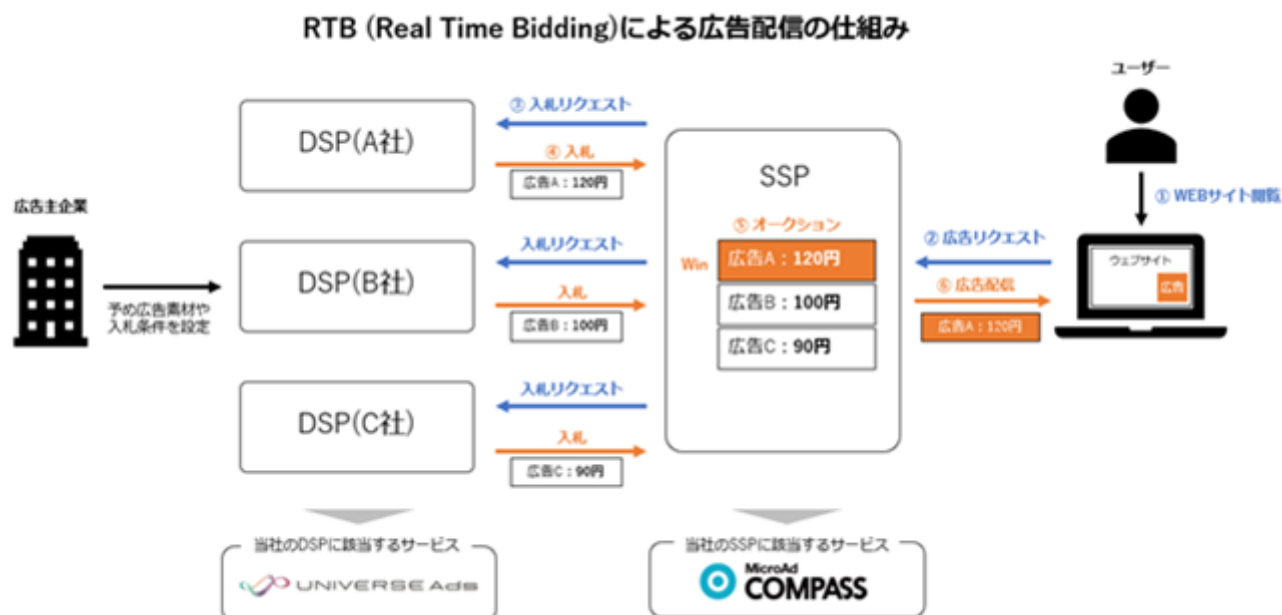 RTB (Real Time Bidding)による広告配信の仕組み
ユーザー
① WEBサイト閲覧
広告主企業
予め広告素材や
入札条件を設定
DSP(A社)
③ 入札リクエスト
④ 入札
広告A：120円
DSP(B社)
入札リクエスト
入札
広告B：100円
DSP(C社)
入札リクエスト
入札
広告C：90円
SSP
⑤ オークション
Win
広告A：120円
広告B：100円
広告C：90円
② 広告リクエスト
⑥ 広告配信
広告A：120円
ウェブサイト
広告
当社のDSPに該当するサービス
UNIVERSE Ads
当社のSSPに該当するサービス
MicroAd
COMPASS